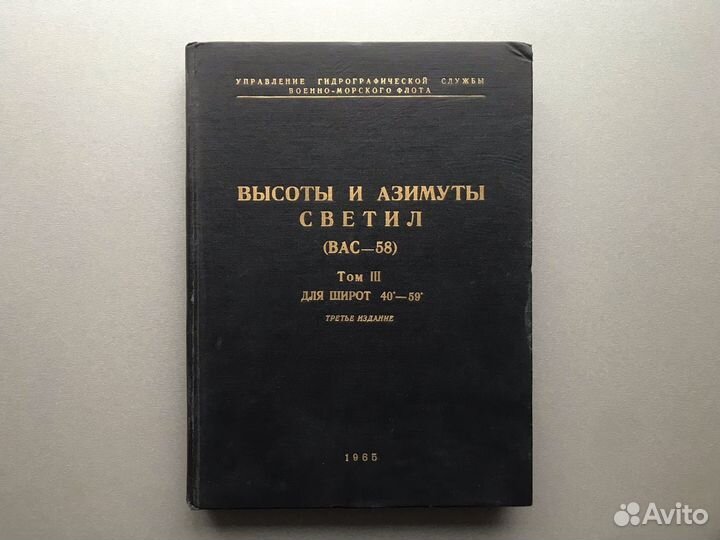 УПРАВЛЕНИЕ ГИДРОГРАФИЧЕСКОЙ СЛУЖБЫ
ВОЕННО-МОРСКОГО ФЛОТА
ВЫСОТЫ И АЗИМУТЫ
СВЕТИЛ
(ВАС—58)
Том III
ДЛЯ ШИРОТ 40°—59°
ТРЕТЬЕ ИЗДАНИЕ
1965
Avito